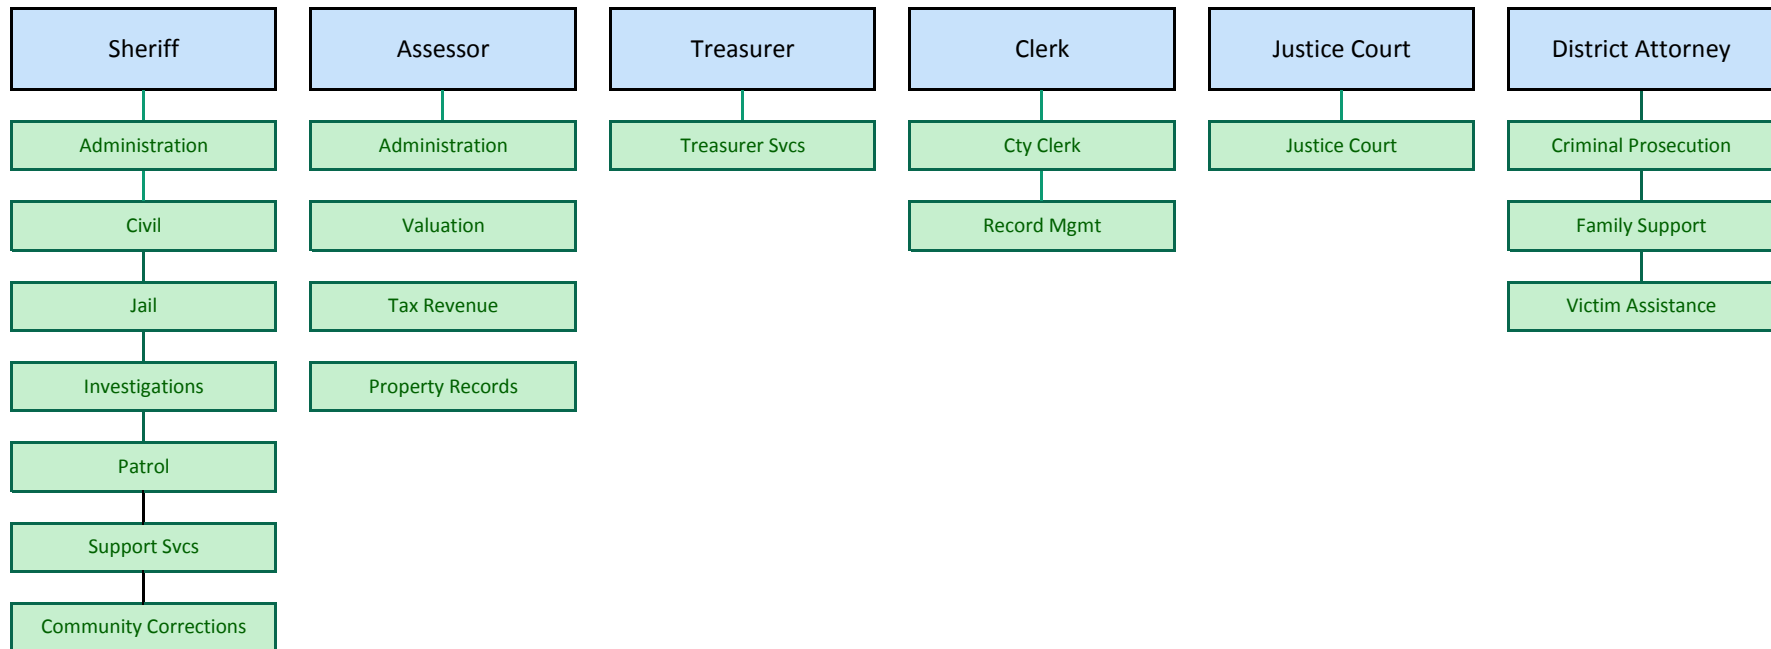 Sheriff
Assessor
Treasurer
Clerk
Justice Court
District Attorney
Administration
Administration
Treasurer Svcs
Cty Clerk
Justice Court
Criminal Prosecution
Civil
Valuation
Record Mgmt
Family Support
Jail
Tax Revenue
Victim Assistance
Investigations
Property Records
Patrol
Support Svcs
Community Corrections